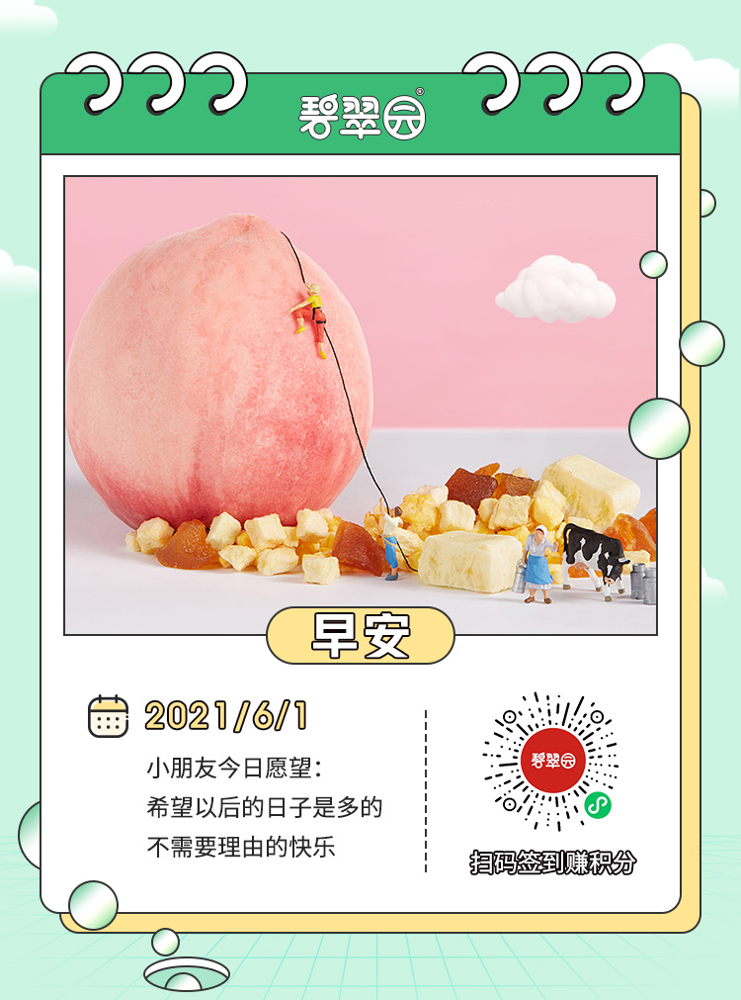 碧翠园®
早安
2021/6/1
小朋友今日愿望：
希望以后的日子是多的
不需要理由的快乐
碧翠园
扫码签到赚积分